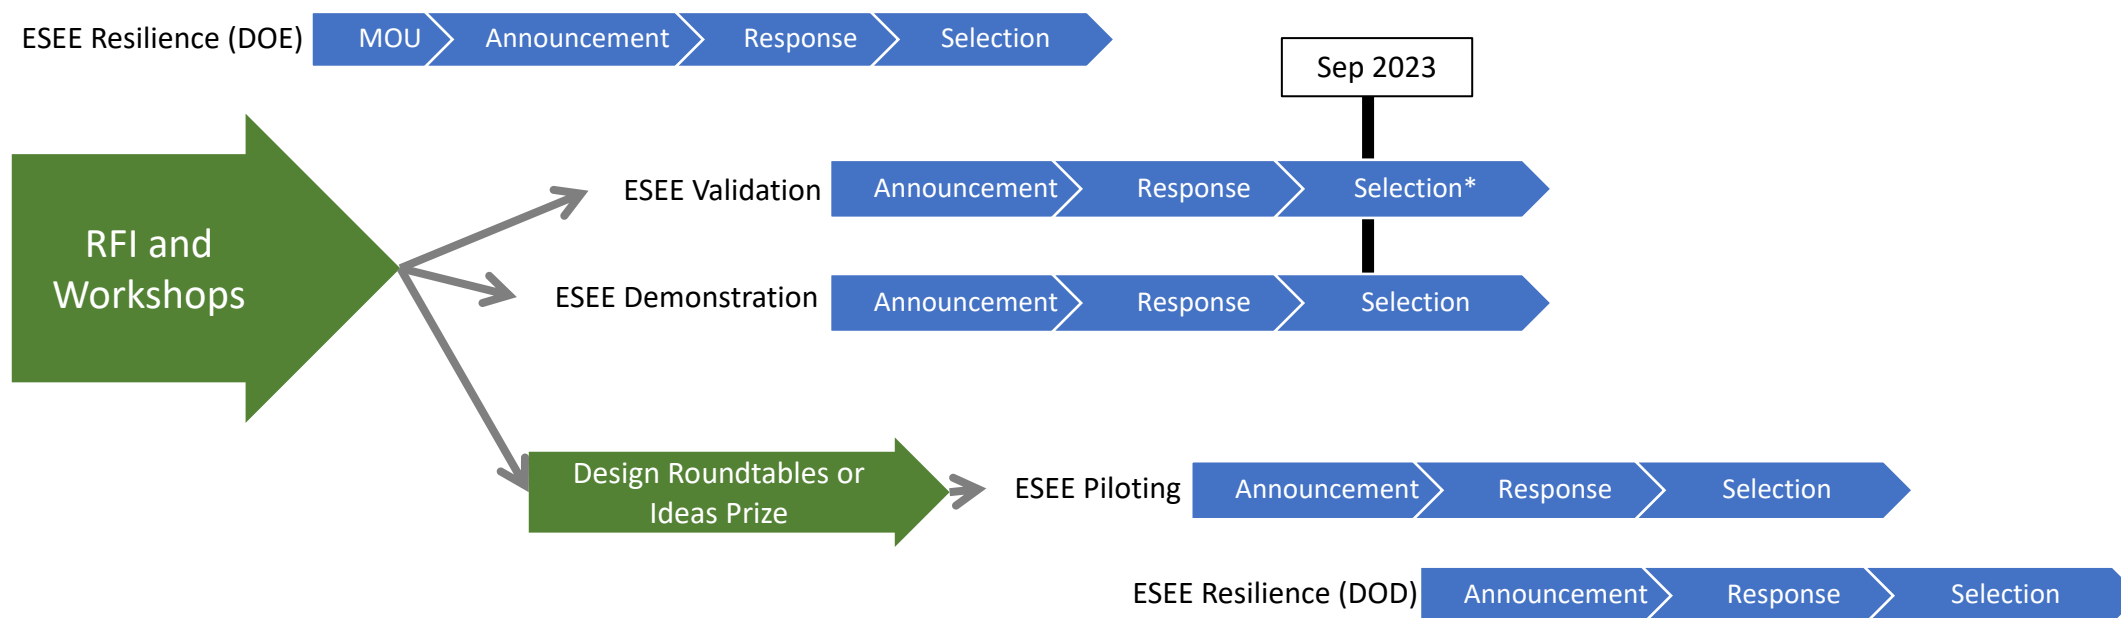 ESEE Resilience (DOE) MOU Announcement Response Selection
Sep 2023
RFI and
Workshops
ESEE Validation Announcement Response Selection*
ESEE Demonstration Announcement Response Selection
Design Roundtables or
Ideas Prize
ESEE Piloting Announcement Response Selection
ESEE Resilience (DOD) Announcement Response Selection